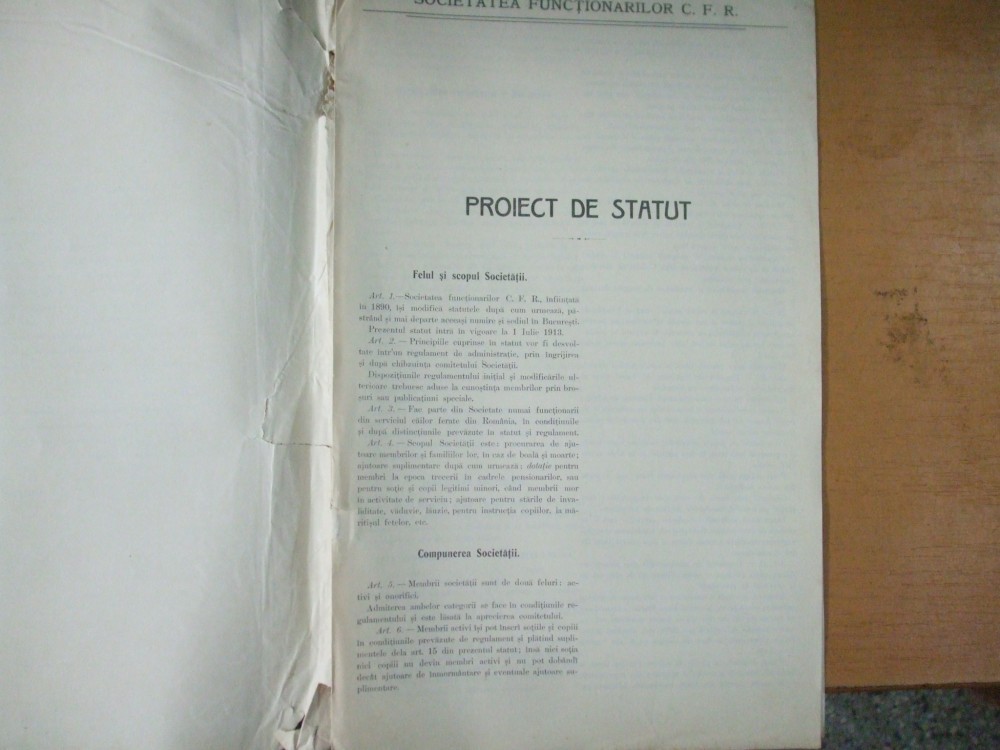 SOCIETATEA FUNCȚIONARILOR C. F. R.
PROIECT DE STATUT
Felul și scopul Societății.
Art. 1.—Societatea funcționarilor C. F. R., înființată
în 1890, își modifică statutele după cum urmează, pă-
strând și mai departe aceași numire și sediul în București.
Prezentul statut intră în vigoare la 1 Iulie 1913.
Art. 2. — Principiile cuprinse în statut vor fi desvol-
tate într'un regulament de administrație, prin îngrijirea
și după chibzuința comitetului Societății.
Dispozițiunile regulamentului inițial și modificările ul-
terioare trebuesc aduse la cunoștința membrilor prin bro-
șuri sau publicațiuni speciale.
Art. 3. — Fac parte din Societate numai funcționarii
din serviciul căilor ferate din România, în condițiunile
și după distincțiunile prevăzute în statut și regulament.
Art. 4. — Scopul Societății este: procurarea de aju-
toare membrilor și familiilor lor, în caz de boală și moarte;
ajutoare suplimentare după cum urmează: dotație pentru
membri la epoca trecerii în cadrele pensionarilor, sau
pentru soție și copii legitimi minori, când membrii mor
în activitate de serviciu; ajutoare pentru stările de inva-
liditate, văduvie, lăuzie, pentru instrucția copiilor, la mă-
ritișul fetelor, etc.
Compunerea Societății.
Art. 5. — Membrii societății sunt de două feluri: ac-
tivi și onorifici.
Admiterea ambelor categorii se face în condițiunile re-
gulamentului și este lăsată la aprecierea comitetului.
Art. 6. — Membrii activi își pot înscri soțiile și copiii
în condițiunile prevăzute de regulament și plătind supli-
mentele dela art. 15 din prezentul statut; însă nici soția
nici copiii nu devin membri activi și nu pot dobândi
decât ajutoare de înmormântare și eventuale ajutoare su-
plimentare.